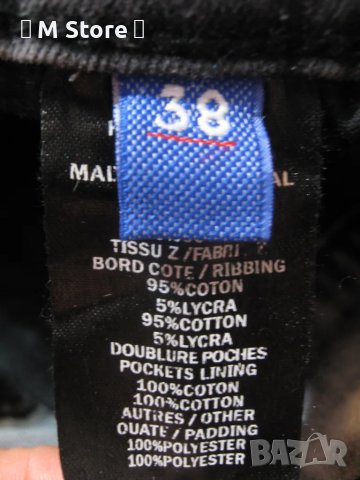 M Store
38
TISSU Z /FABRI Z
BORD COTE / RIBBING
95%COTON
5%LYCRA
95%COTTON
5%LYCRA
DOUBLURE POCHES
POCKETS LINING
100%COTON
100%COTTON
AUTRES / OTHER
OUATE / PADDING
100%POLYESTER
100%POLYESTER
BAZAR